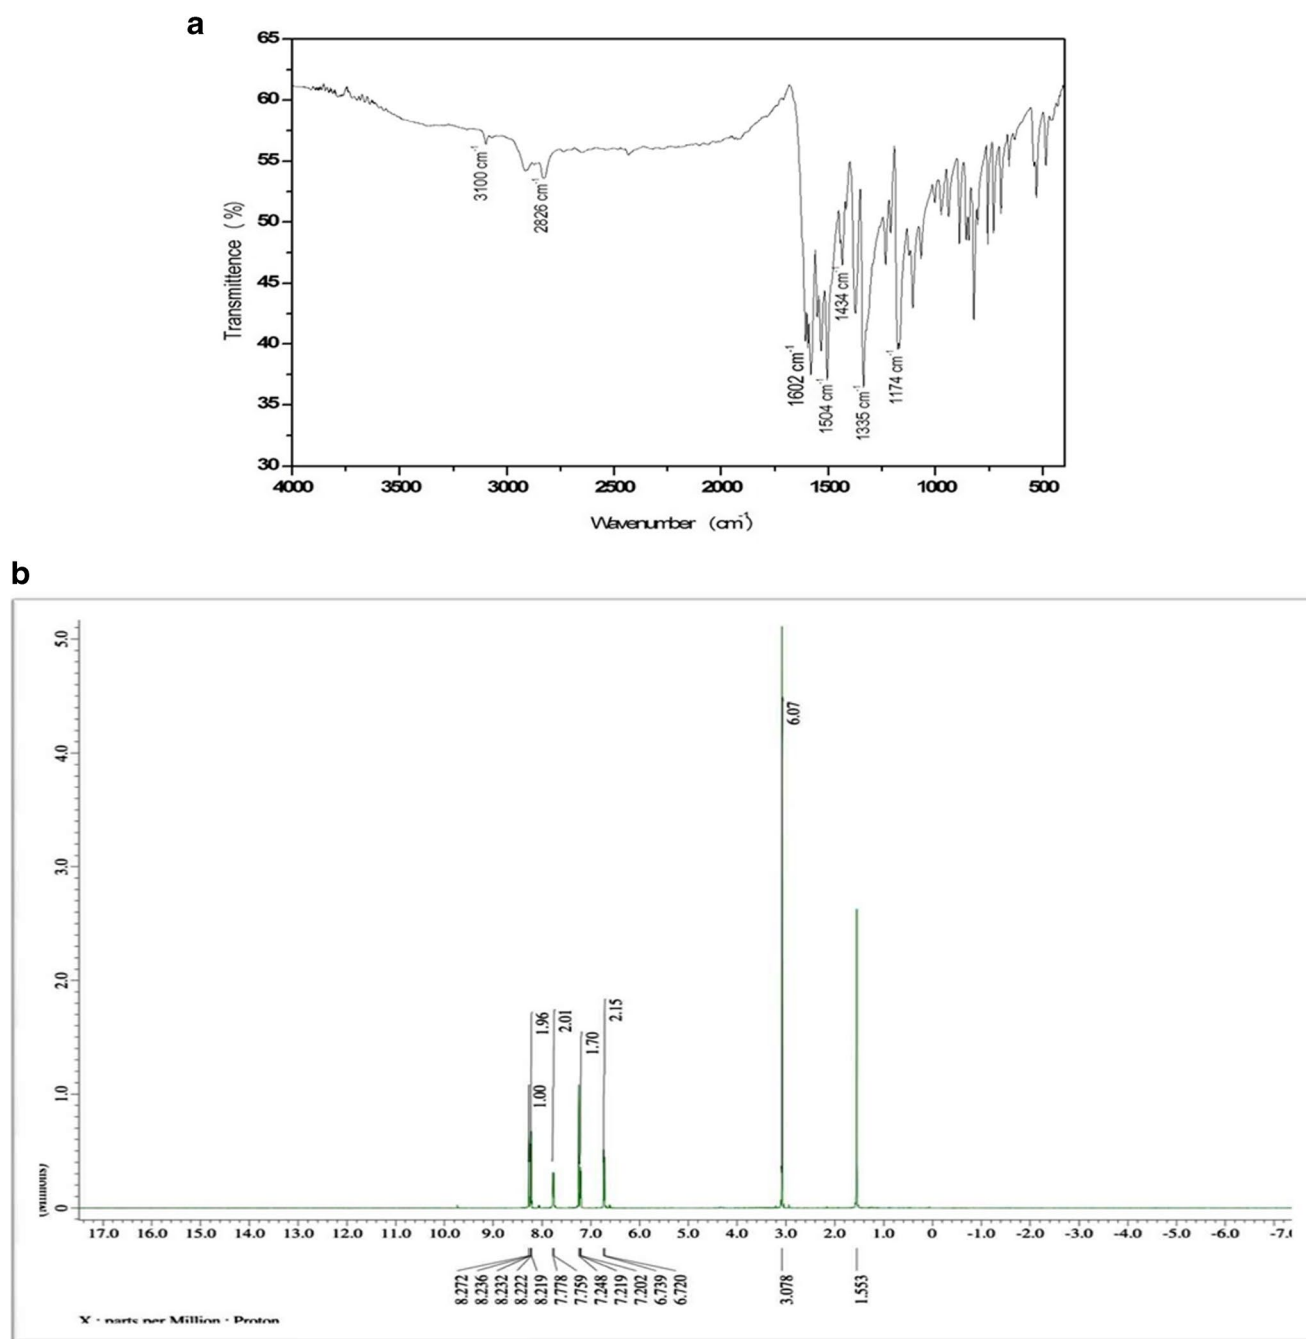 a
65
60
55
50
45
40
35
30
Transmittence (%)
3100 cm-1
2826 cm-1
1602 cm-1
1504 cm-1
1434 cm-1
1335 cm-1
1174 cm-1
4000 3500 3000 2500 2000 1500 1000 500
Wavenumber (cm-1)
b
5.0
4.0
3.0
2.0
1.0
0
6.07
1.96
1.00
2.01
1.70
2.15
17.0 16.0 15.0 14.0 13.0 12.0 11.0 10.0 9.0 8.0 7.0 6.0 5.0 4.0 3.0 2.0 1.0 0 -1.0 -2.0 -3.0 -4.0 -5.0 -6.0
8.272 8.236 8.232 8.222 8.219 7.778 7.759 7.248 7.219 7.202 6.739 6.720 3.078 1.553
X : parts per Million : Proton